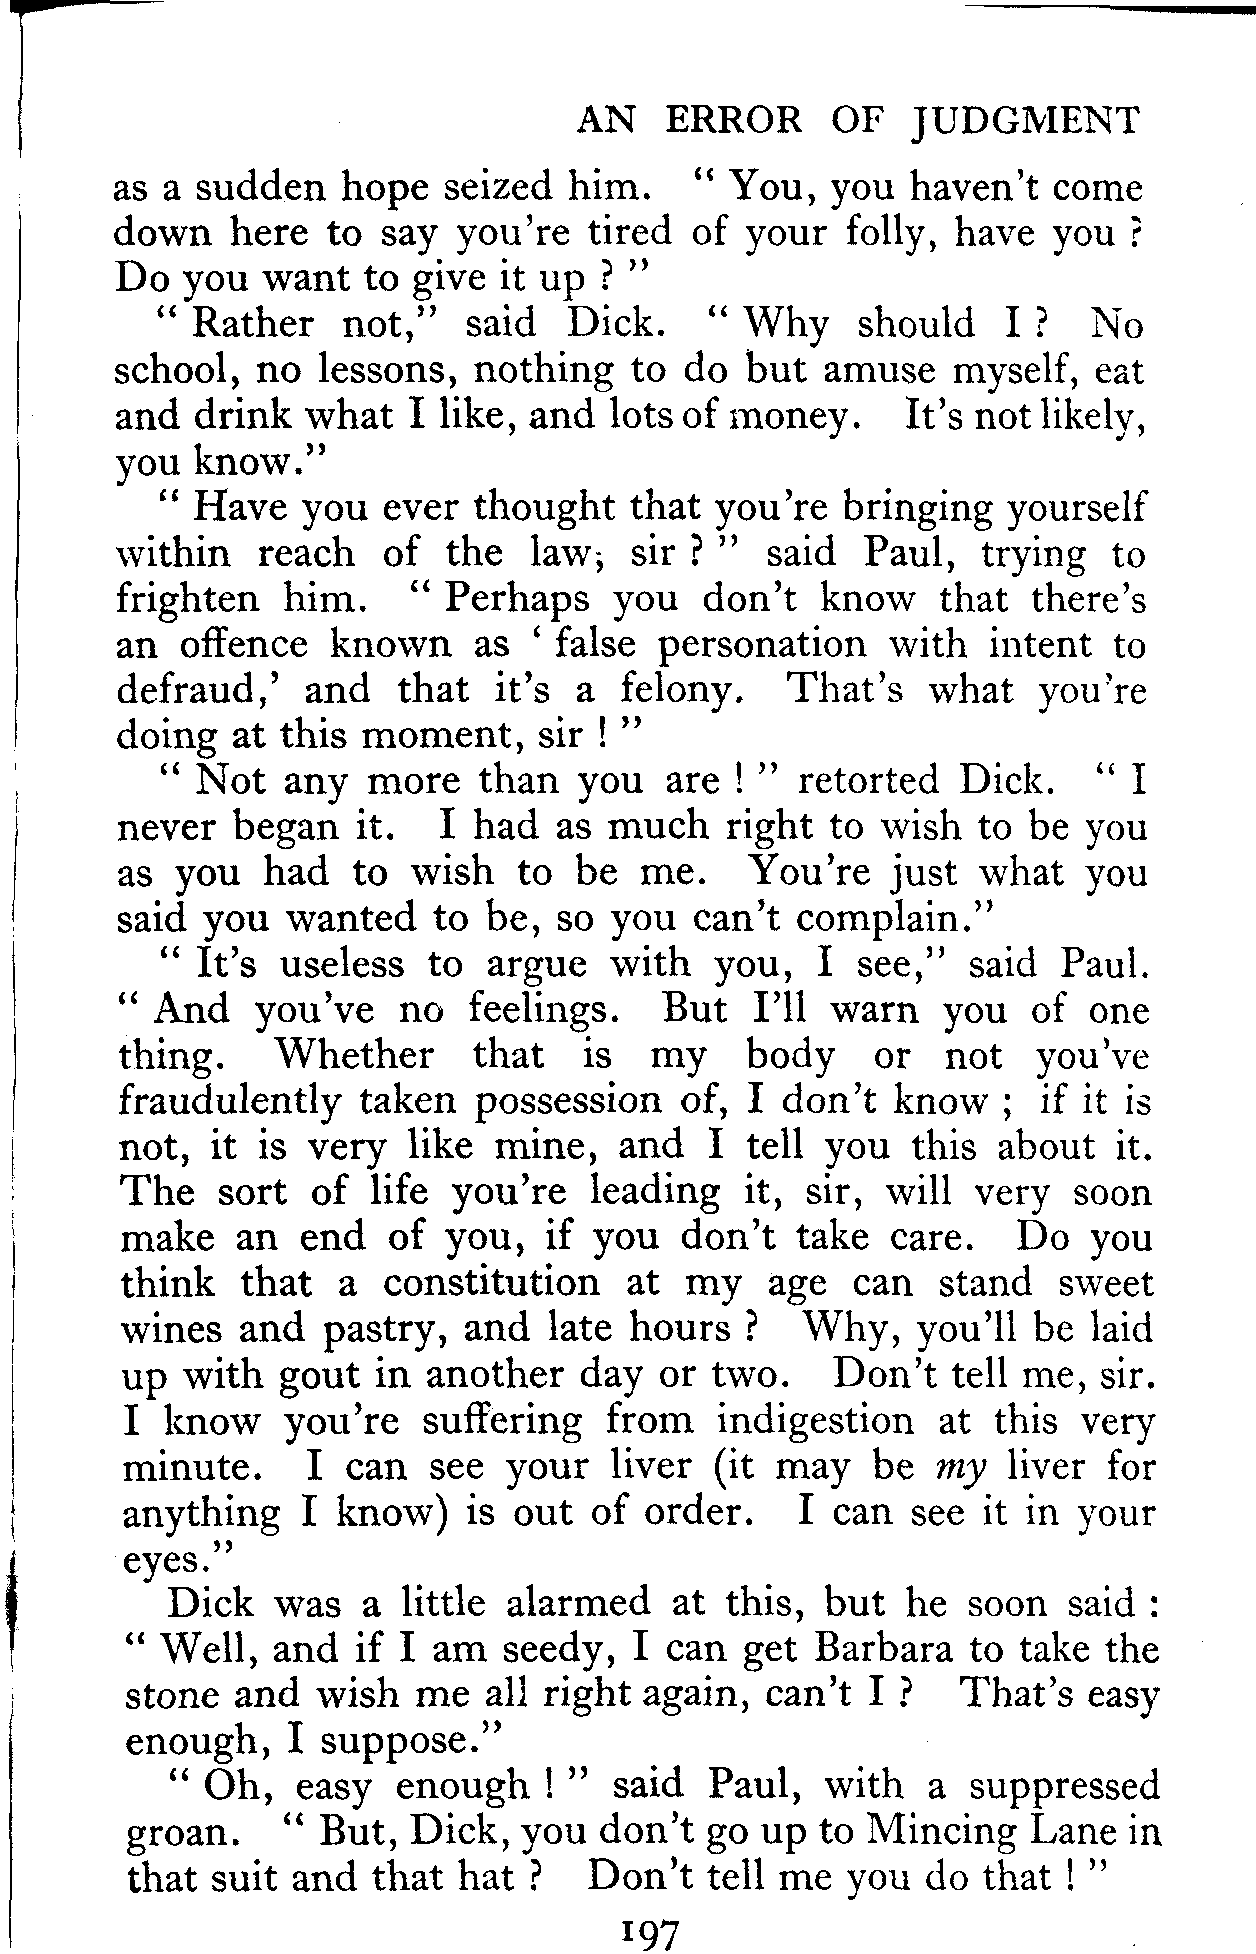 AN ERROR OF JUDGMENT
as a sudden hope seized him. “ You, you haven't come
down here to say you're tired of your folly, have you ?
Do you want to give it up ? ”
“ Rather not,” said Dick. “ Why should I ? No
school, no lessons, nothing to do but amuse myself, eat
and drink what I like, and lots of money. It's not likely,
you know.”
“ Have you ever thought that you're bringing yourself
within reach of the law, sir ? ” said Paul, trying to
frighten him. “ Perhaps you don't know that there's
an offence known as ‘ false personation with intent to
defraud,’ and that it's a felony. That's what you're
doing at this moment, sir ! ”
“ Not any more than you are ! ” retorted Dick. “ I
never began it. I had as much right to wish to be you
as you had to wish to be me. You're just what you
said you wanted to be, so you can't complain.”
“ It's useless to argue with you, I see,” said Paul.
“ And you've no feelings. But I'll warn you of one
thing. Whether that is my body or not you've
fraudulently taken possession of, I don't know ; if it is
not, it is very like mine, and I tell you this about it.
The sort of life you're leading it, sir, will very soon
make an end of you, if you don't take care. Do you
think that a constitution at my age can stand sweet
wines and pastry, and late hours ? Why, you'll be laid
up with gout in another day or two. Don't tell me, sir.
I know you're suffering from indigestion at this very
minute. I can see your liver (it may be my liver for
anything I know) is out of order. I can see it in your
eyes.”
Dick was a little alarmed at this, but he soon said :
“ Well, and if I am seedy, I can get Barbara to take the
stone and wish me all right again, can't I ? That's easy
enough, I suppose.”
“ Oh, easy enough ! ” said Paul, with a suppressed
groan. “ But, Dick, you don't go up to Mincing Lane in
that suit and that hat ? Don't tell me you do that ! ”
197